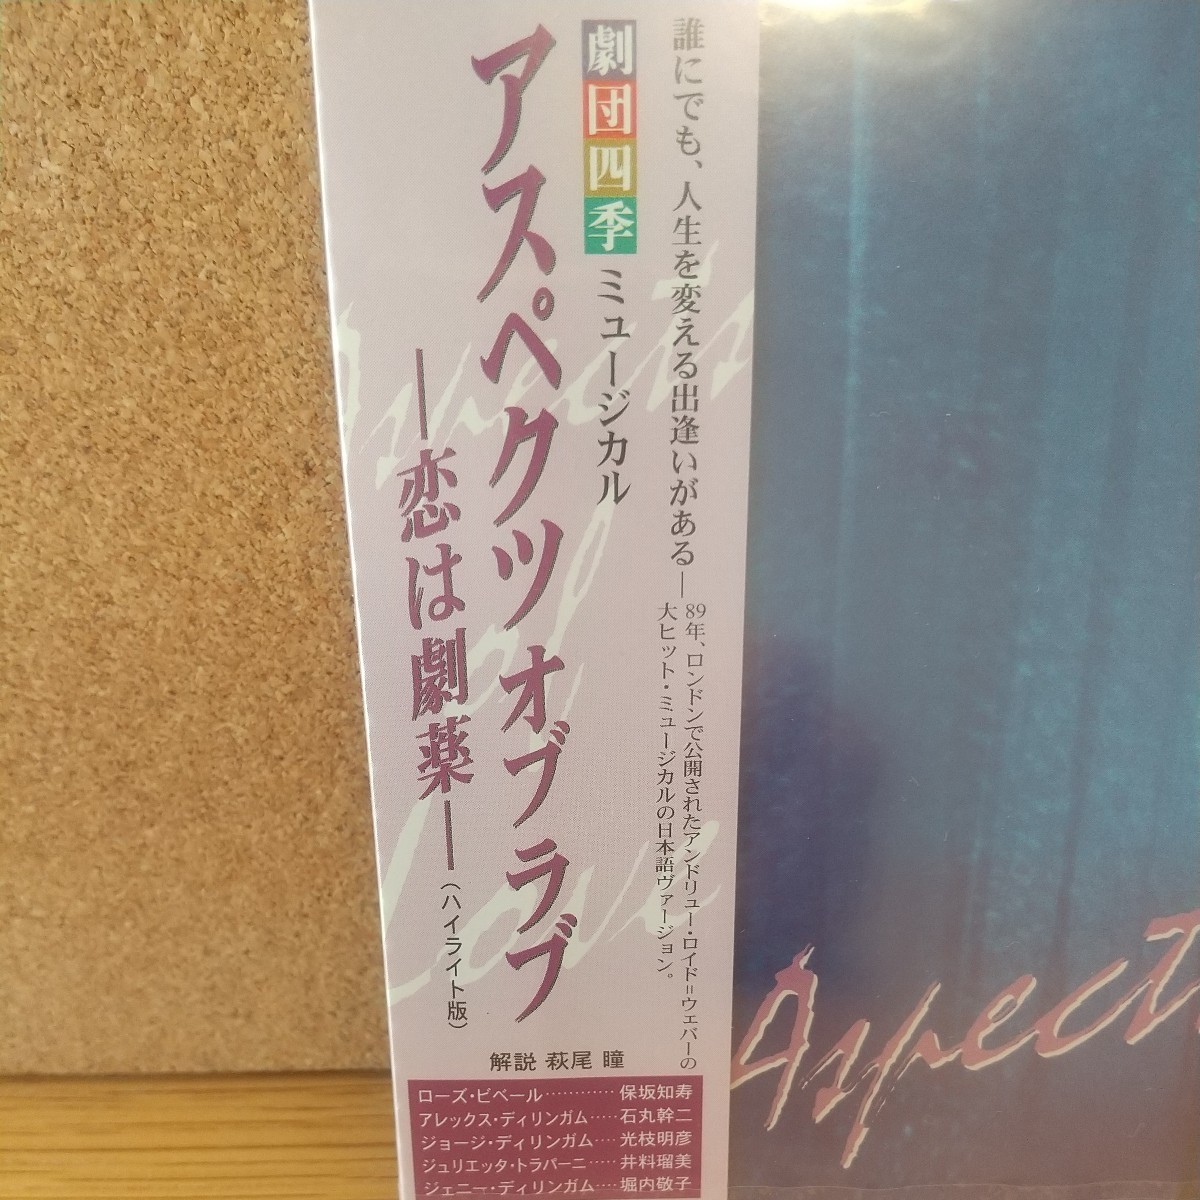 誰にでも、人生を変える出逢いがある—
89年、ロンドンで公開されたアンドリュー・ロイド=ウェバーの
大ヒット・ミュージカルの日本語ヴァージョン。
劇団四季 ミュージカル
アスペクツ オブ ラブ
—恋は劇薬—(ハイライト版)
解説 萩尾 瞳
ローズ・ビベール…………保坂知寿
アレックス・ディリンガム……石丸幹二
ジョージ・ディリンガム‥‥光枝明彦
ジュリエッタ・トラパーニ‥‥‥井料瑠美
ジェニー・ディリンガム‥‥‥堀内敬子
Aspects
of
Love
Aspect